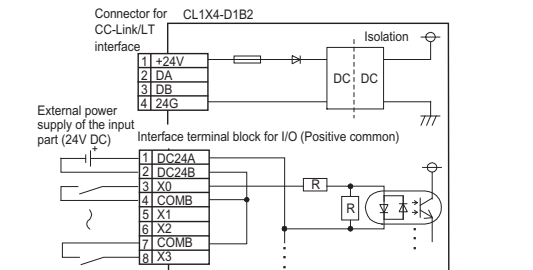 Connector for
CC-Link/LT
interface
CL1X4-D1B2
Isolation
1 +24V
2 DA
3 DB
4 24G
DC DC
External power
supply of the input
part (24V DC)
Interface terminal block for I/O (Positive common)
+
1 DC24A
2 DC24B
3 X0
4 COMB
5 X1
6 X2
7 COMB
8 X3
R
R